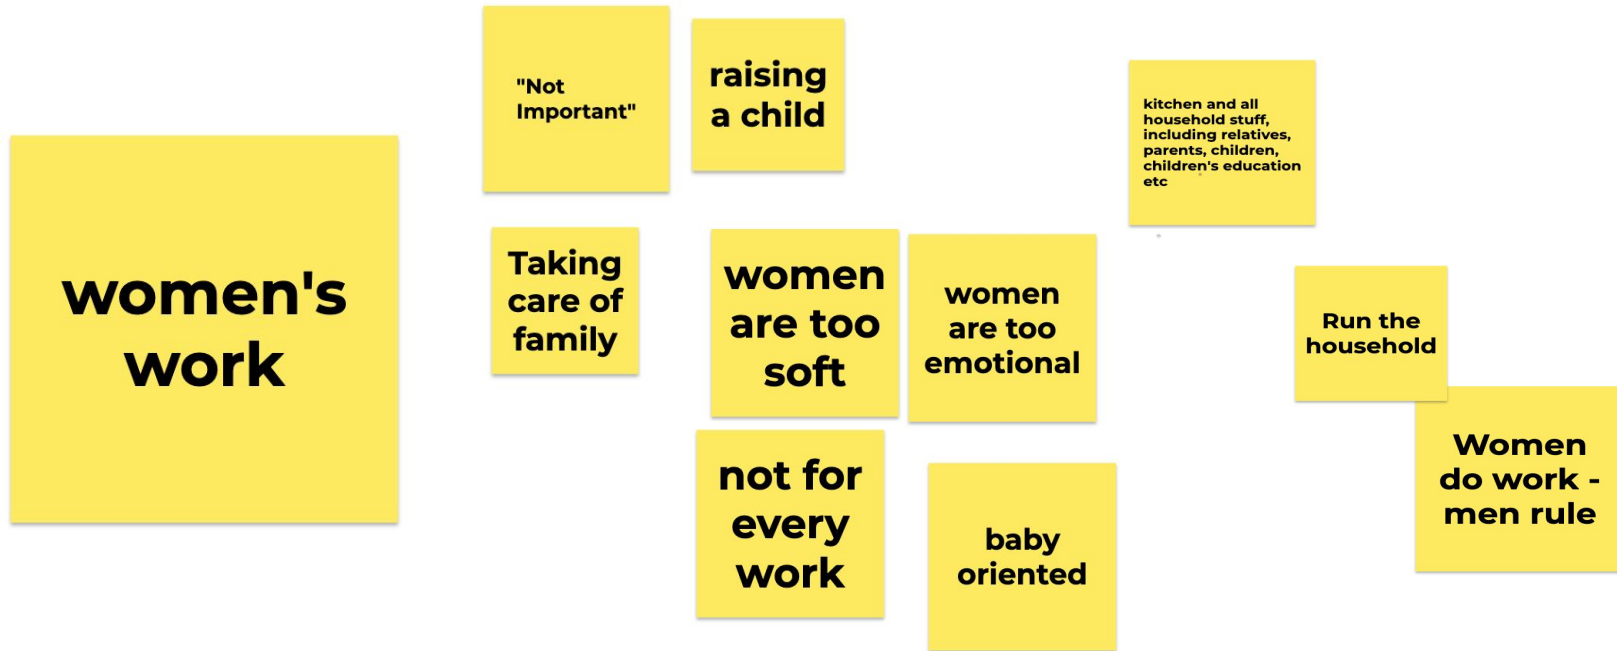 women's
work
"Not
Important"
raising
a child
kitchen and all
household stuff,
including relatives,
parents, children,
children's education
etc
Taking
care of
family
women
are too
soft
women
are too
emotional
Run the
household
not for
every
work
baby
oriented
Women
do work -
men rule